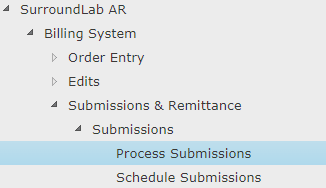 SurroundLab AR
Billing System
Order Entry
Edits
Submissions & Remittance
Submissions
Process Submissions
Schedule Submissions